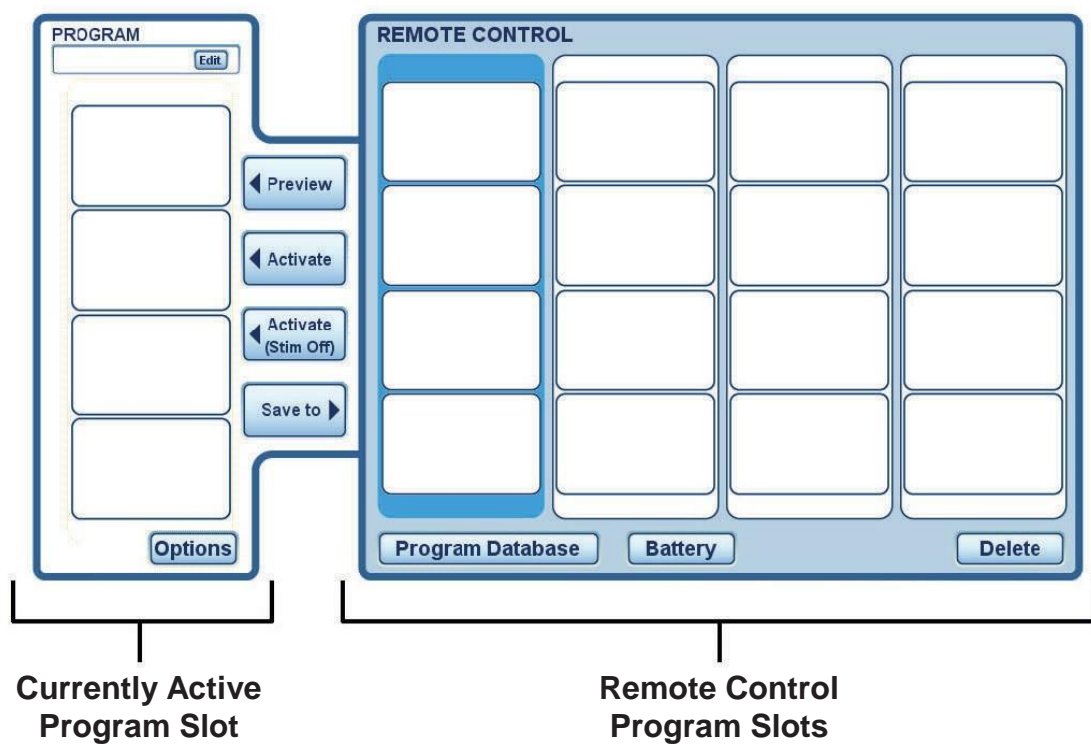 PROGRAM
Edit
REMOTE CONTROL
Preview
Activate
Activate
(Stim Off)
Save to
Options
Program Database
Battery
Delete
Currently Active
Program Slot
Remote Control
Program Slots